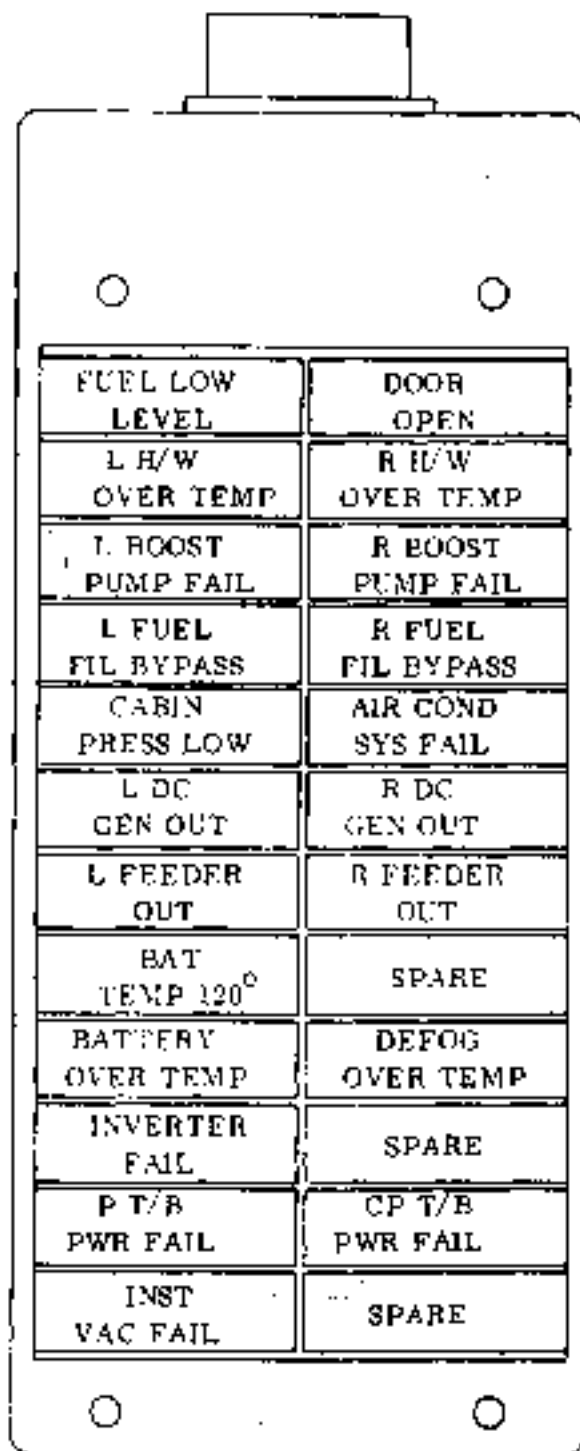 FUEL LOW
LEVEL
DOOR
OPEN
L H/W
OVER TEMP
R H/W
OVER TEMP
L BOOST
PUMP FAIL
R BOOST
PUMP FAIL
L FUEL
FIL BYPASS
R FUEL
FIL BYPASS
CABIN
PRESS LOW
AIR COND
SYS FAIL
L DC
GEN OUT
R DC
GEN OUT
L FEEDER
OUT
R FEEDER
OUT
BAT
TEMP 120°
SPARE
BATTERY
OVER TEMP
DEFOG
OVER TEMP
INVERTER
FAIL
SPARE
P T/B
PWR FAIL
CP T/B
PWR FAIL
INST
VAC FAIL
SPARE